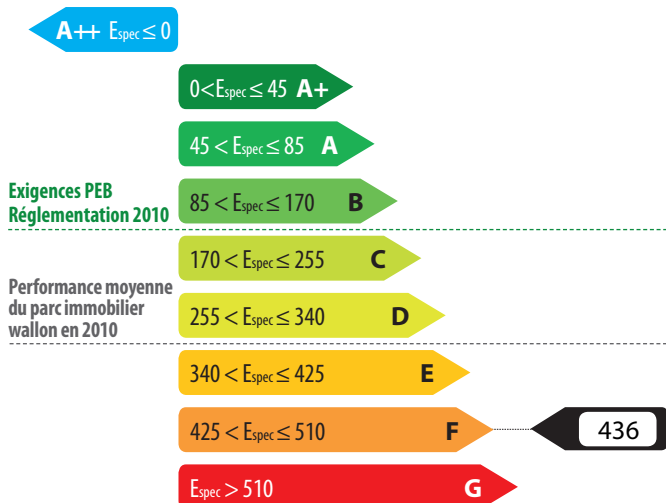 A++ Espec ≤ 0
0 < Espec ≤ 45 A+
45 < Espec ≤ 85 A
Exigences PEB
Réglementation 2010
85 < Espec ≤ 170 B
170 < Espec ≤ 255 C
Performance moyenne
du parc immobilier
wallon en 2010
255 < Espec ≤ 340 D
340 < Espec ≤ 425 E
425 < Espec ≤ 510 F 436
Espec > 510 G